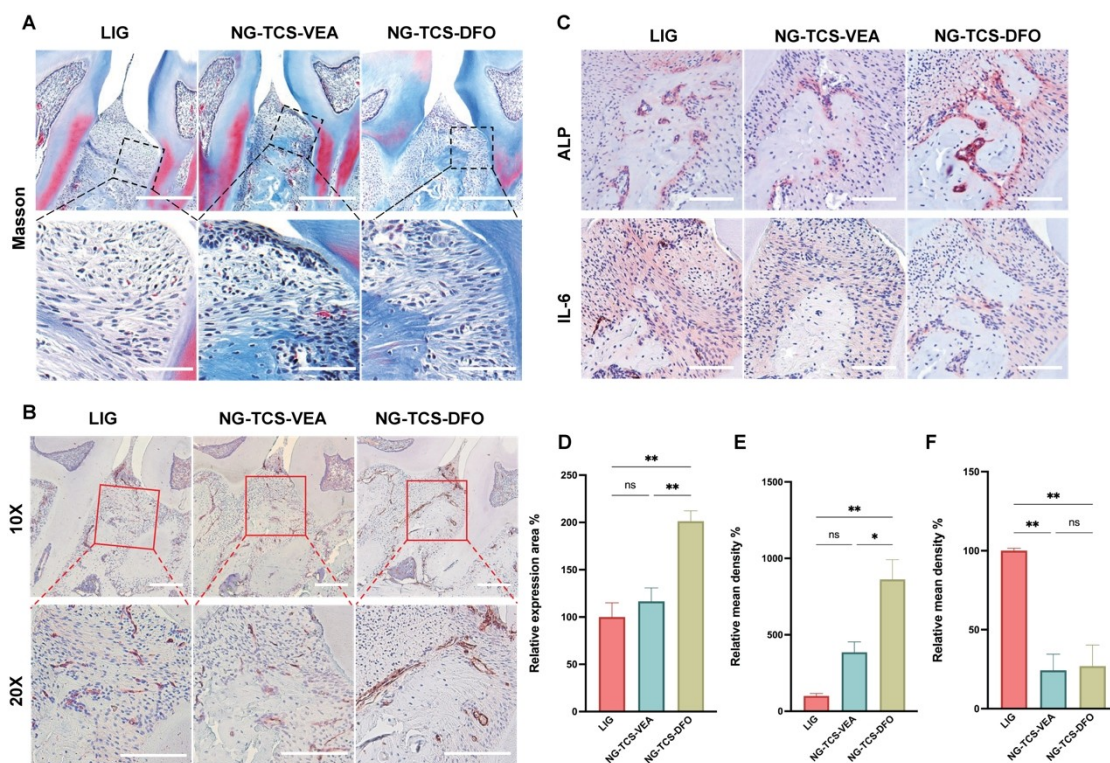 A
LIG
NG-TCS-VEA
NG-TCS-DFO
Masson
B
LIG
NG-TCS-VEA
NG-TCS-DFO
10X
20X
C
LIG
NG-TCS-VEA
NG-TCS-DFO
ALP
IL-6
D
Relative expression area %
250
200
150
100
50
0
**
ns
**
LIG
NG-TCS-VEA
NG-TCS-DFO
E
Relative mean density %
1500
1000
500
0
**
ns
*
LIG
NG-TCS-VEA
NG-TCS-DFO
F
Relative mean density %
150
100
50
0
**
**
ns
LIG
NG-TCS-VEA
NG-TCS-DFO